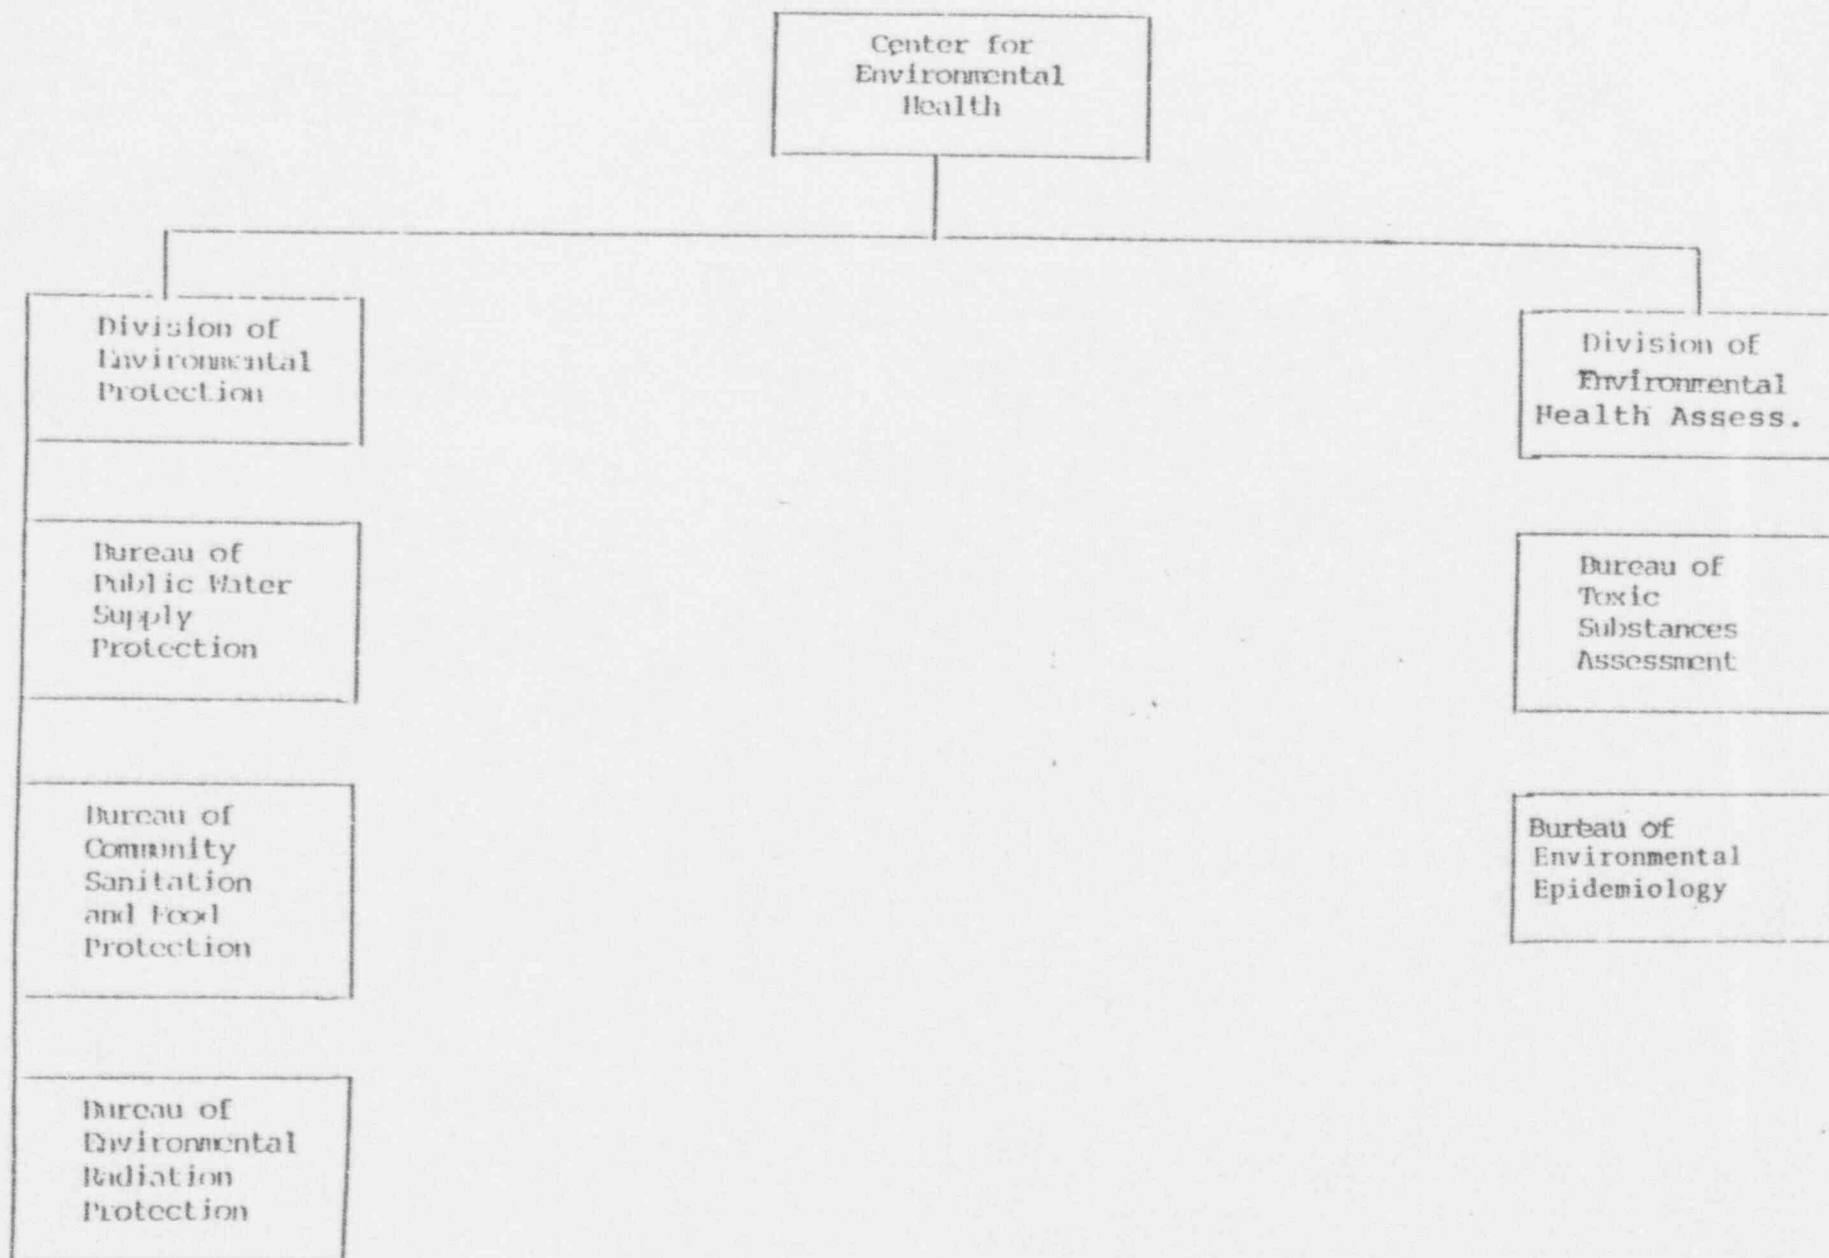 Center for
Environmental
Health
Division of
Environmental
Protection
Division of
Environmental
Health Assess.
Bureau of
Public Water
Supply
Protection
Bureau of
Toxic
Substances
Assessment
Bureau of
Community
Sanitation
and Food
Protection
Bureau of
Environmental
Epidemiology
Bureau of
Environmental
Radiation
Protection